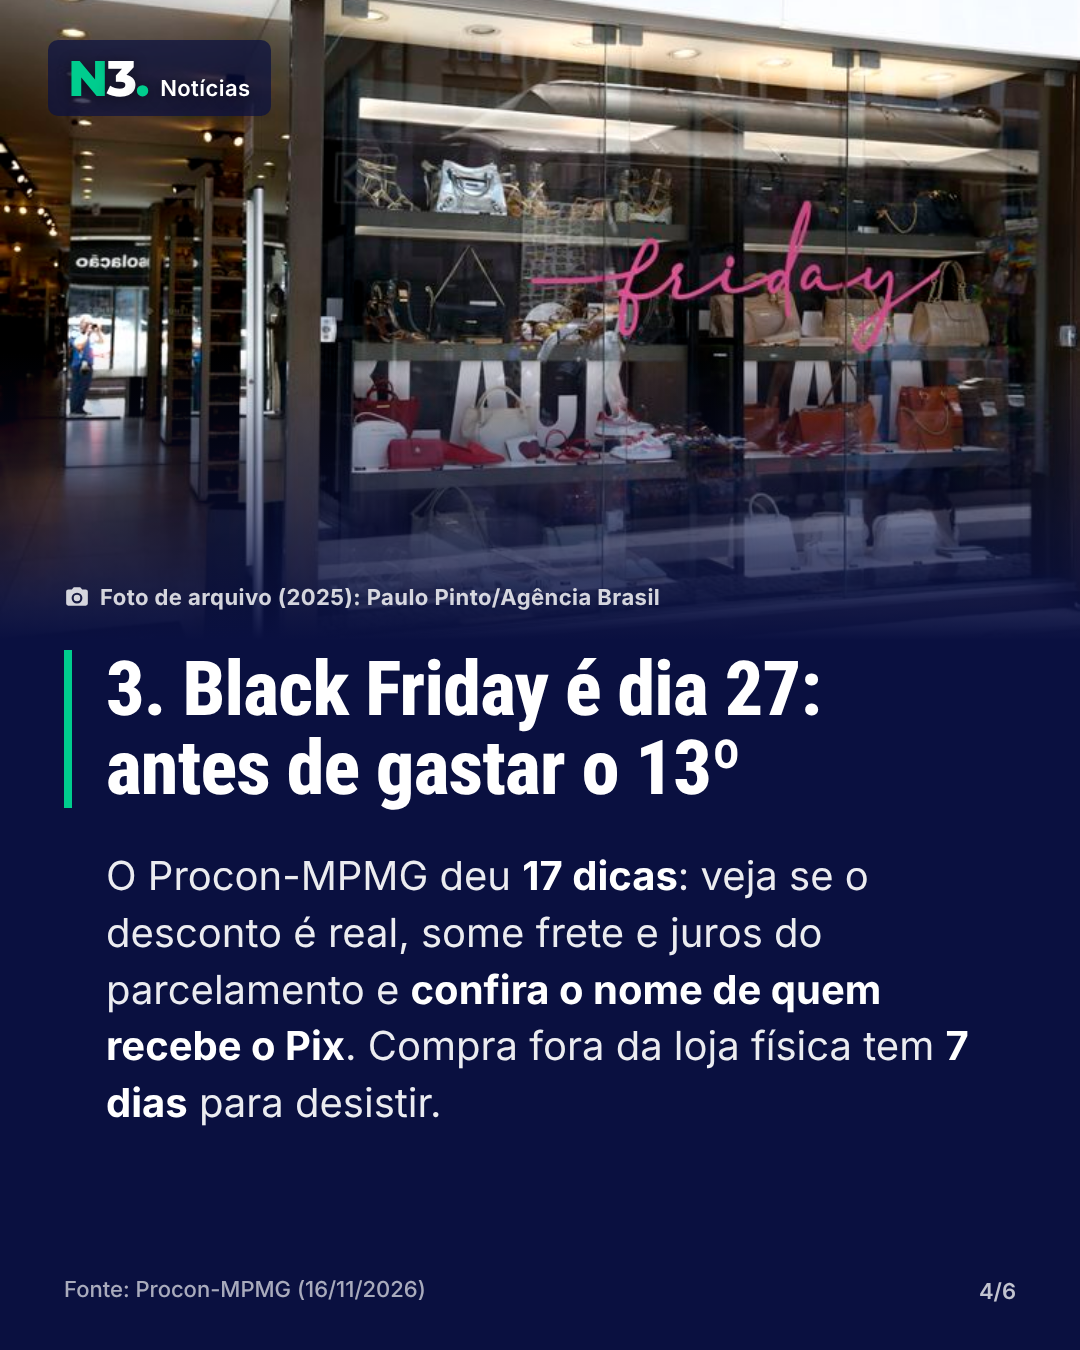 N3. Notícias
friday
BLACK
Foto de arquivo (2025): Paulo Pinto/Agência Brasil
3. Black Friday é dia 27:
antes de gastar o 13º
O Procon-MPMG deu 17 dicas: veja se o
desconto é real, some frete e juros do
parcelamento e confira o nome de quem
recebe o Pix. Compra fora da loja física tem 7
dias para desistir.
Fonte: Procon-MPMG (16/11/2026)
4/6